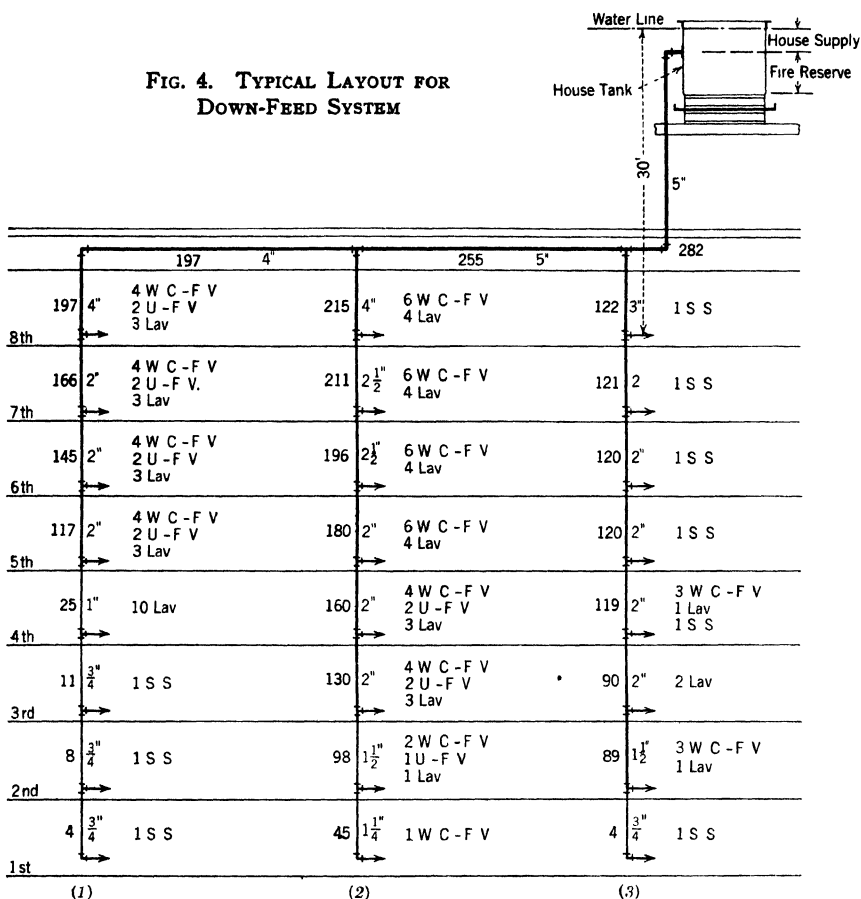 Water Line
House Supply
Fire Reserve
House Tank
FIG. 4. TYPICAL LAYOUT FOR
DOWN-FEED SYSTEM
30'
5"
197 4" 255 5" 282
197 4" 4 W C - F V
2 U - F V
3 Lav
215 4" 6 W C - F V
4 Lav
122 3" 1 S S
8th
166 2" 4 W C - F V
2 U - F V.
3 Lav
211 2 1/2" 6 W C - F V
4 Lav
121 2 1 S S
7th
145 2" 4 W C - F V
2 U - F V
3 Lav
196 2 1/2" 6 W C - F V
4 Lav
120 2" 1 S S
6th
117 2" 4 W C - F V
2 U - F V
3 Lav
180 2" 6 W C - F V
4 Lav
120 2" 1 S S
5th
25 1" 10 Lav
160 2" 4 W C - F V
2 U - F V
3 Lav
119 2" 3 W C - F V
1 Lav
1 S S
4th
11 3/4" 1 S S
130 2" 4 W C - F V
2 U - F V
3 Lav
90 2" 2 Lav
3rd
8 3/4" 1 S S
98 1 1/2" 2 W C - F V
1 U - F V
1 Lav
89 1 1/2" 3 W C - F V
1 Lav
2nd
4 3/4" 1 S S
45 1 1/4" 1 W C - F V
4 3/4" 1 S S
1st
(1) (2) (3)